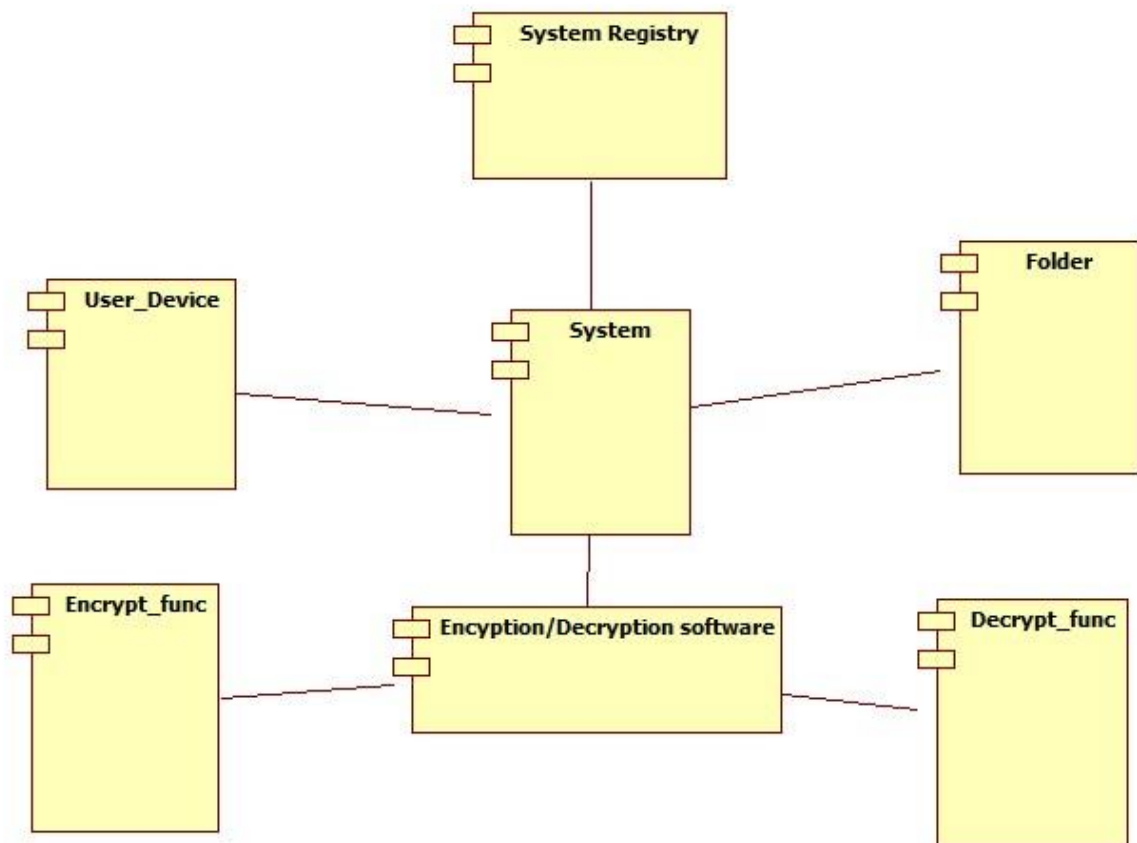 System Registry
User_Device
System
Folder
Encrypt_func
Encyption/Decryption software
Decrypt_func